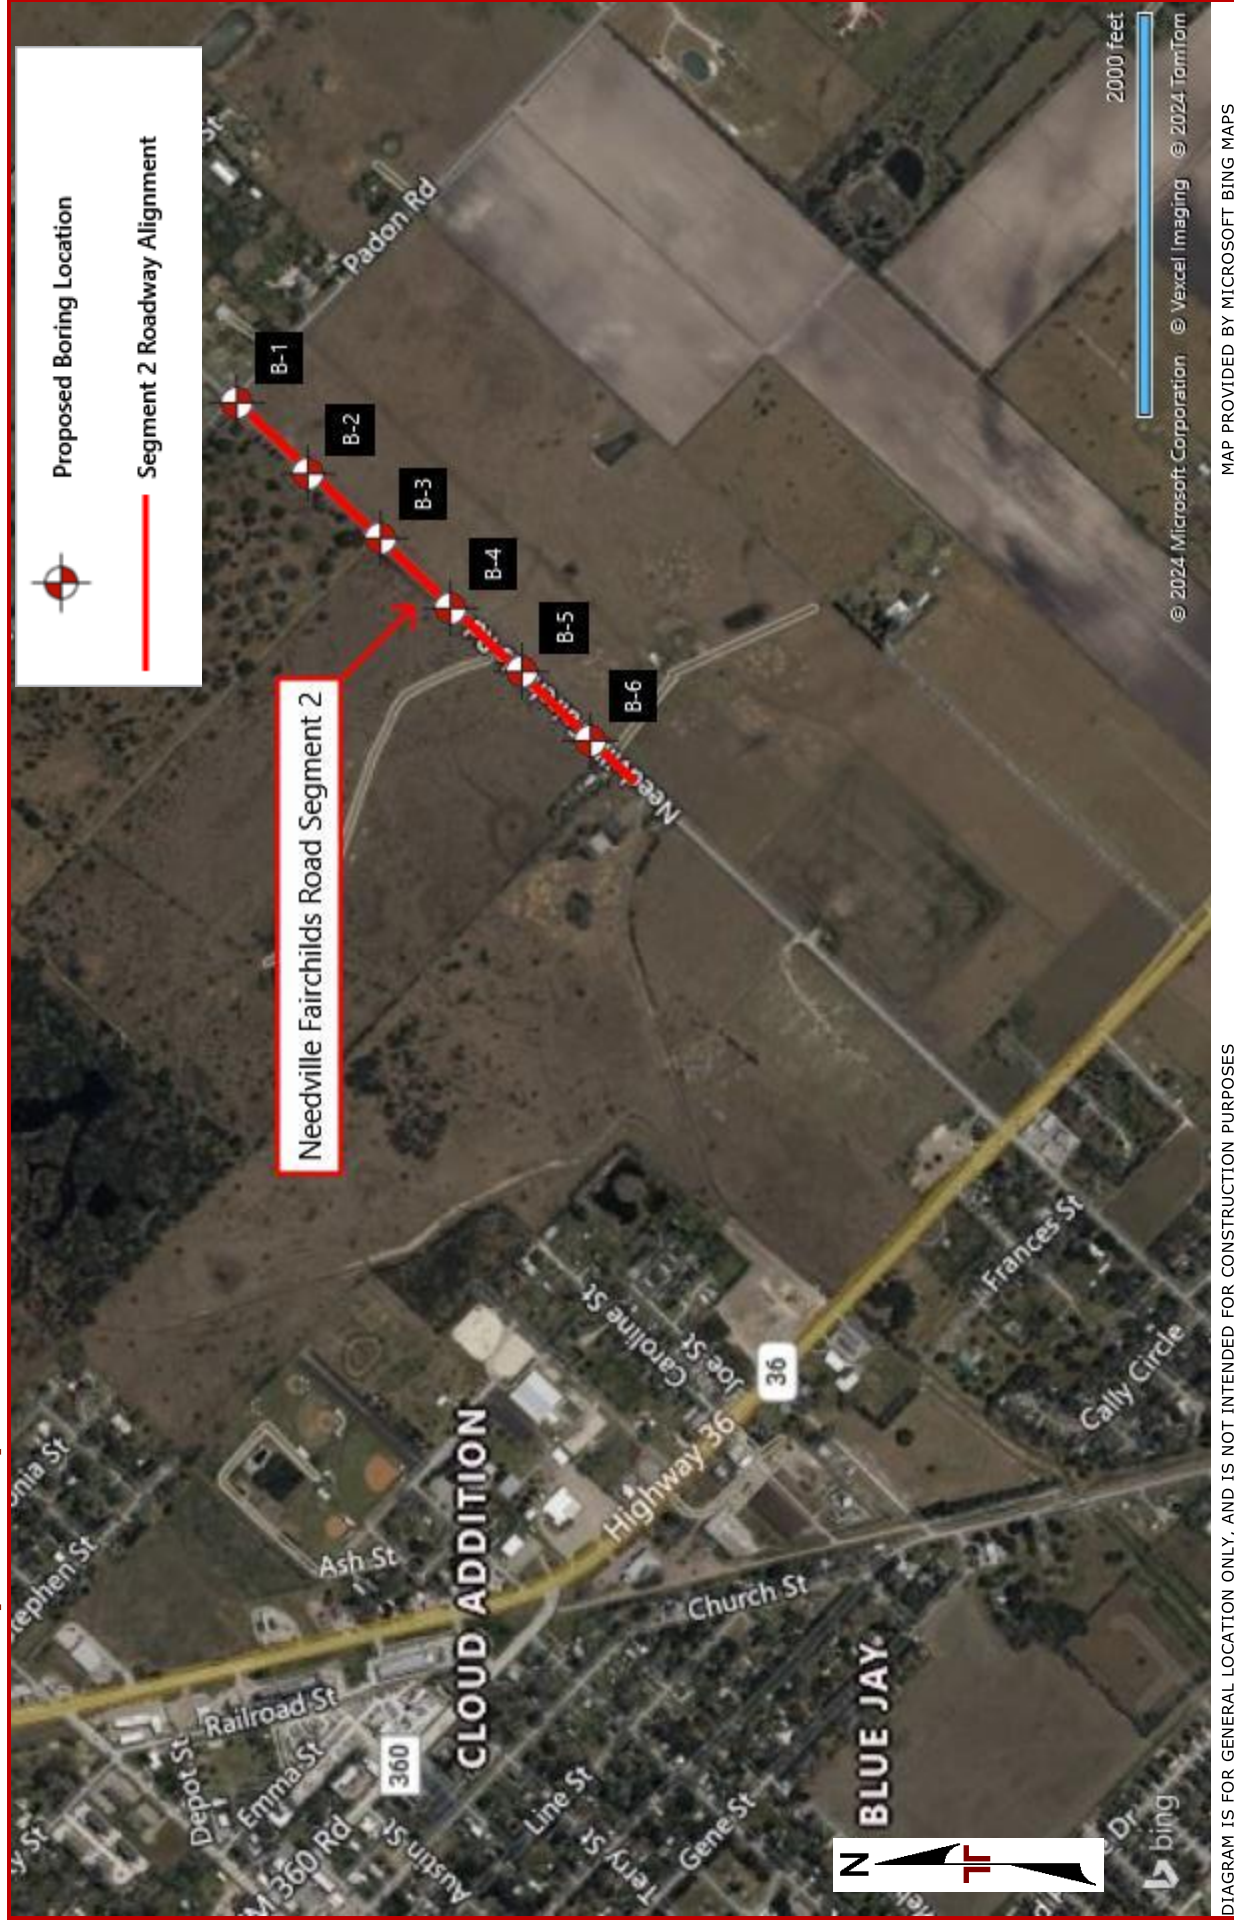 Proposed Boring Location
Segment 2 Roadway Alignment
St
Padon Rd
B-1
B-2
B-3
B-4
B-5
B-6
Needville Fairchilds Road Segment 2
Ash St
CLOUD ADDITION
Caroline St
Joe St
36
Highway 36
Church St
Frances St
Cally Circle
Railroad St
Depot St
Emma St
360
Austin St
Line St
Terry St
Gene St
BLUE JAY
N
Dr
bing
2000 feet
© 2024 Microsoft Corporation © Vexcel Imaging © 2024 TomTom
DIAGRAM IS FOR GENERAL LOCATION ONLY, AND IS NOT INTENDED FOR CONSTRUCTION PURPOSES
MAP PROVIDED BY MICROSOFT BING MAPS